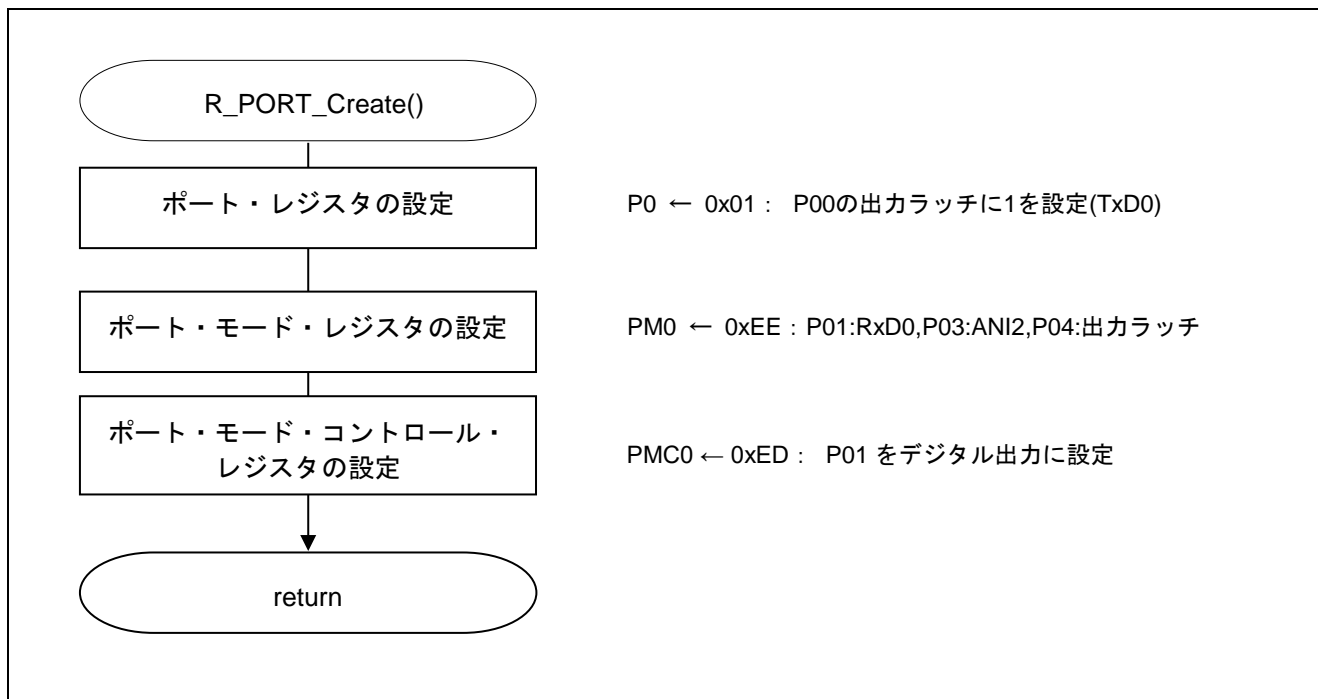 R_PORT_Create()
ポート・レジスタの設定
P0 ← 0x01： P00の出力ラッチに1を設定(TxD0)
ポート・モード・レジスタの設定
PM0 ← 0xEE：P01:RxD0,P03:ANI2,P04:出力ラッチ
ポート・モード・コントロール・
レジスタの設定
PMC0 ← 0xED： P01 をデジタル出力に設定
return